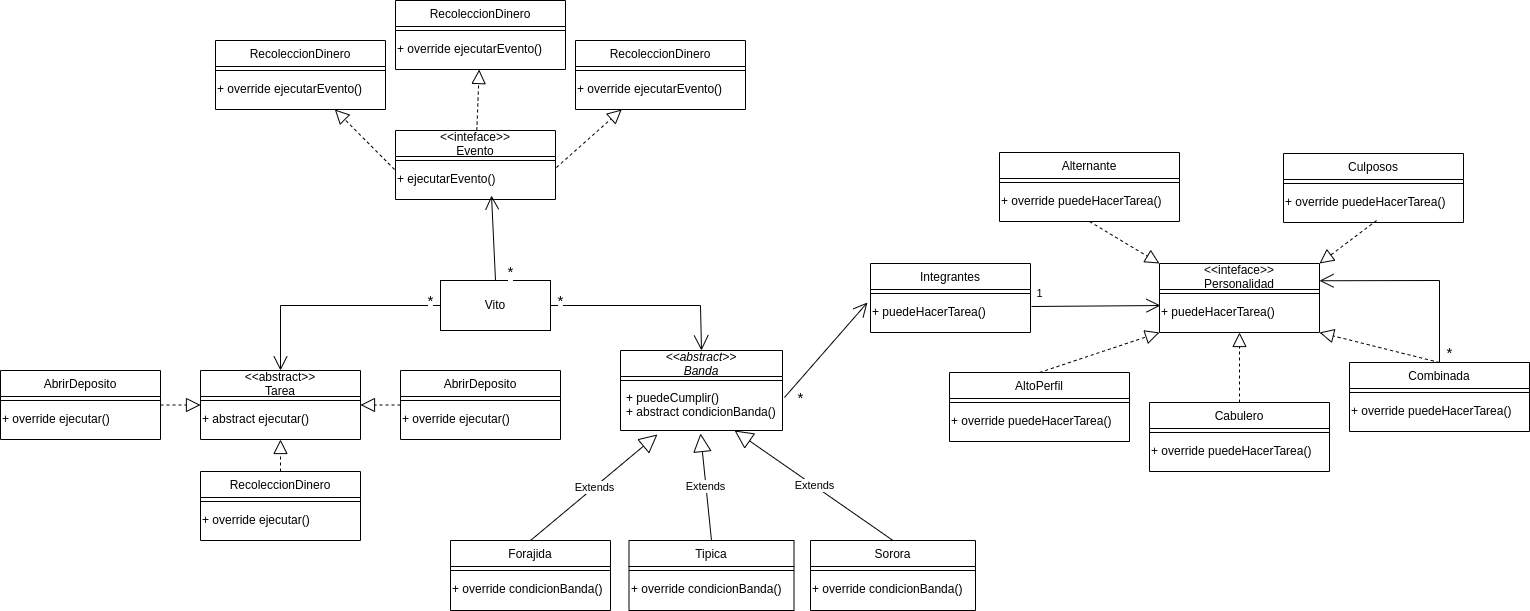 RecoleccionDinero
+ override ejecutarEvento()
RecoleccionDinero
+ override ejecutarEvento()
RecoleccionDinero
+ override ejecutarEvento()
<<inteface>>
Evento
+ ejecutarEvento()
Alternante
+ override puedeHacerTarea()
Culposos
+ override puedeHacerTarea()
Integrantes
+ puedeHacerTarea()
1
<<inteface>>
Personalidad
+ puedeHacerTarea()
*
*
Vito
*
<<abstract>>
Banda
+ puedeCumplir()
+ abstract condicionBanda()
*
*
AbrirDeposito
+ override ejecutar()
<<abstract>>
Tarea
+ abstract ejecutar()
AbrirDeposito
+ override ejecutar()
RecoleccionDinero
+ override ejecutar()
AltoPerfil
+ override puedeHacerTarea()
Cabulero
+ override puedeHacerTarea()
Combinada
+ override puedeHacerTarea()
Extends
Extends
Extends
Forajida
+ override condicionBanda()
Tipica
+ override condicionBanda()
Sorora
+ override condicionBanda()